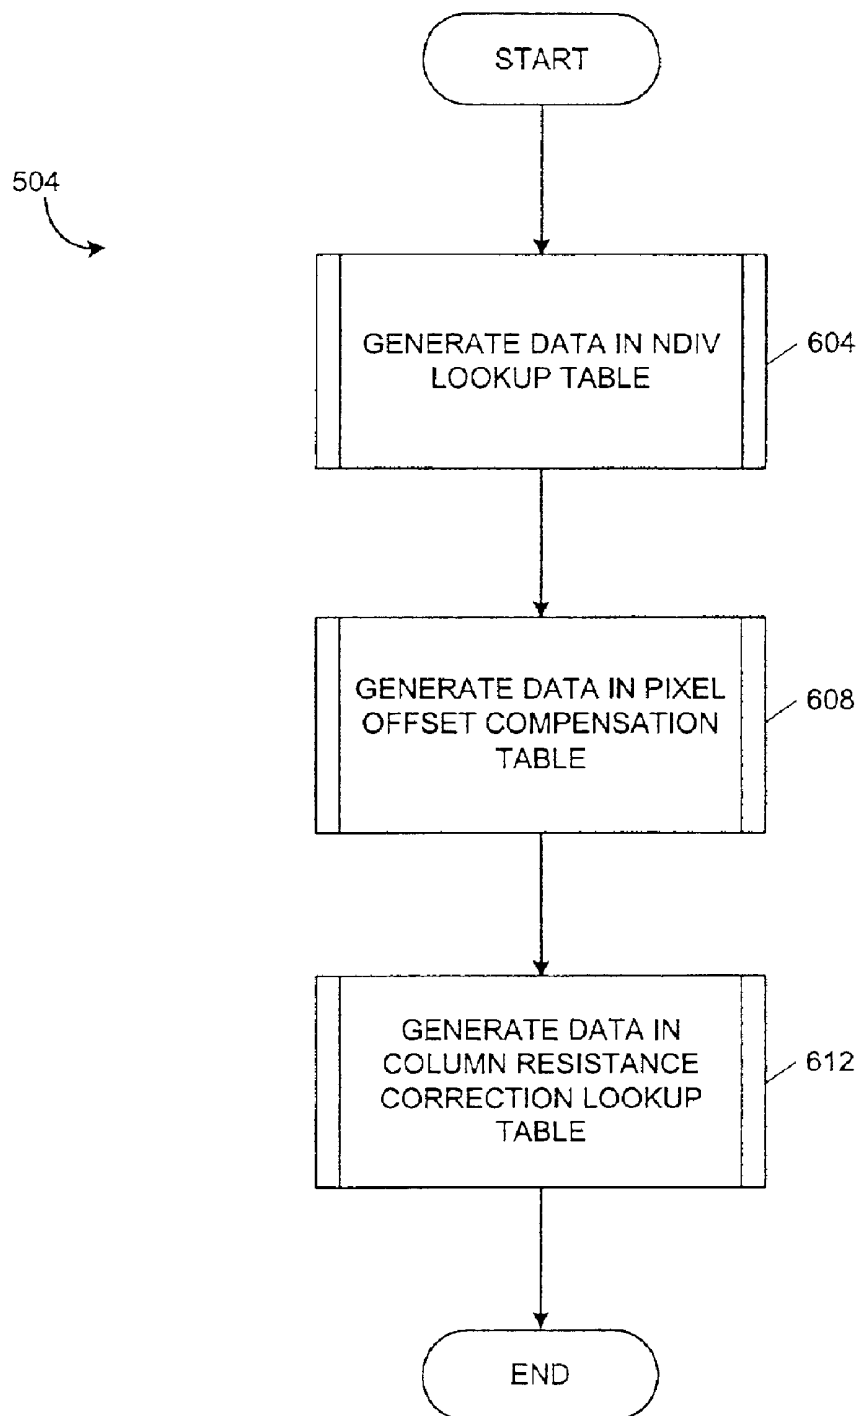 START
504
GENERATE DATA IN NDIV
LOOKUP TABLE
604
GENERATE DATA IN PIXEL
OFFSET COMPENSATION
TABLE
608
GENERATE DATA IN
COLUMN RESISTANCE
CORRECTION LOOKUP
TABLE
612
END